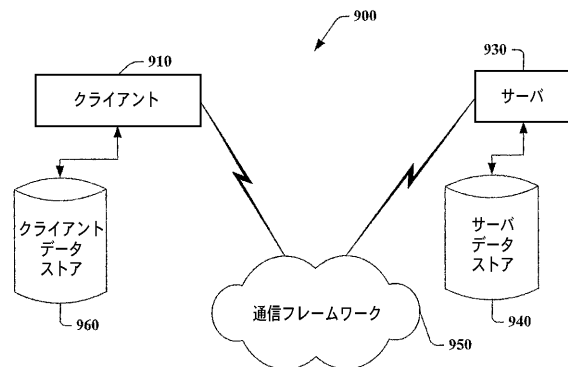 900
910
クライアント
930
サーバ
クライアント
データ
ストア
サーバ
データ
ストア
通信フレームワーク
960
950
940